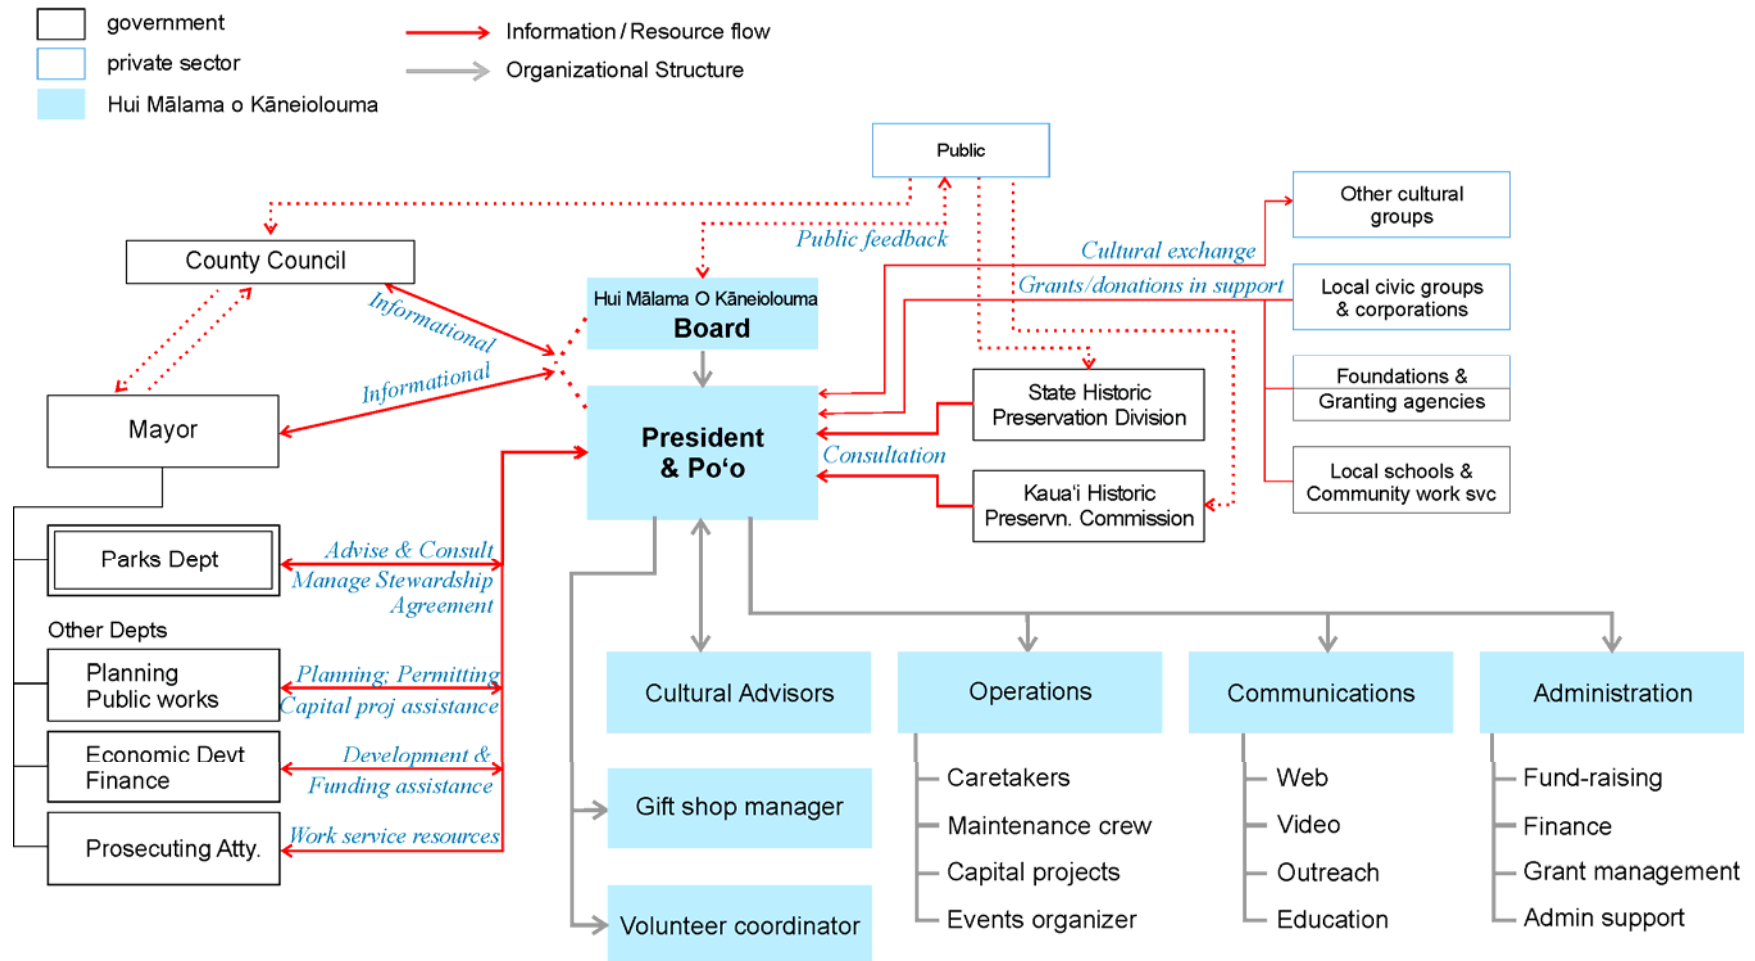 government
private sector
Hui Mālama o Kāneiolouma
Information / Resource flow
Organizational Structure
Public
Public feedback
Other cultural
groups
Cultural exchange
Grants/donations in support
Local civic groups
& corporations
Foundations &
Granting agencies
Local schools &
Community work svc
County Council
Informational
Informational
Mayor
Hui Mālama O Kāneiolouma
Board
President
& Poʻo
State Historic
Preservation Division
Consultation
Kauaʻi Historic
Preservn. Commission
Parks Dept
Advise & Consult
Manage Stewardship
Agreement
Other Depts
Planning
Public works
Planning; Permitting
Capital proj assistance
Economic Devt
Finance
Development &
Funding assistance
Prosecuting Atty.
Work service resources
Cultural Advisors
Gift shop manager
Volunteer coordinator
Operations
Caretakers
Maintenance crew
Capital projects
Events organizer
Communications
Web
Video
Outreach
Education
Administration
Fund-raising
Finance
Grant management
Admin support